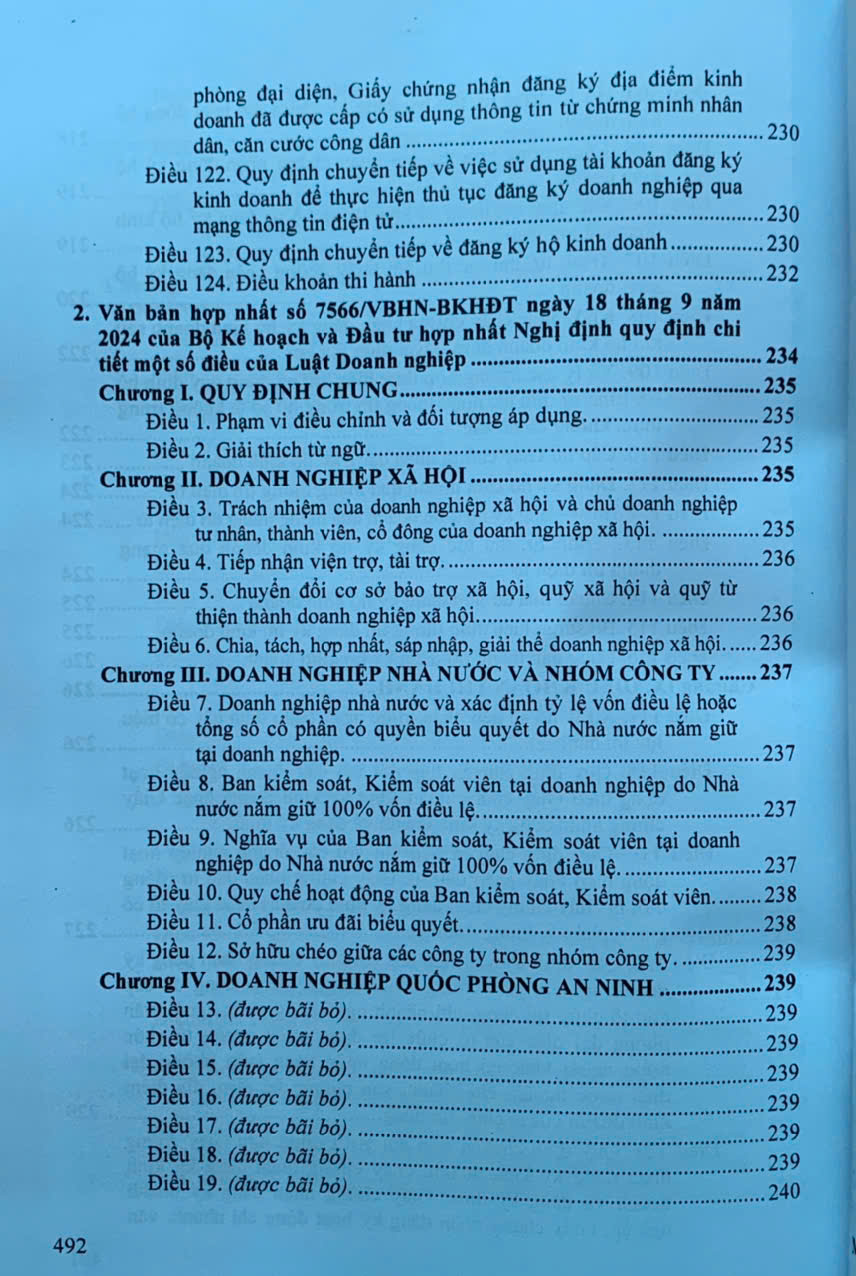 phòng đại diện, Giấy chứng nhận đăng ký địa điểm kinh
doanh đã được cấp có sử dụng thông tin từ chứng minh nhân
dân, căn cước công dân ........................................ 230
Điều 122. Quy định chuyển tiếp về việc sử dụng tài khoản đăng ký
kinh doanh để thực hiện thủ tục đăng ký doanh nghiệp qua
mạng thông tin điện tử........................................ 230
Điều 123. Quy định chuyển tiếp về đăng ký hộ kinh doanh ................ 230
Điều 124. Điều khoản thi hành ........................................ 232
2. Văn bản hợp nhất số 7566/VBHN-BKHĐT ngày 18 tháng 9 năm
2024 của Bộ Kế hoạch và Đầu tư hợp nhất Nghị định quy định chi
tiết một số điều của Luật Doanh nghiệp ........................................ 234
Chương I. QUY ĐỊNH CHUNG........................................ 235
Điều 1. Phạm vi điều chỉnh và đối tượng áp dụng. .............................. 235
Điều 2. Giải thích từ ngữ........................................ 235
Chương II. DOANH NGHIỆP XÃ HỘI ........................................ 235
Điều 3. Trách nhiệm của doanh nghiệp xã hội và chủ doanh nghiệp
tư nhân, thành viên, cổ đông của doanh nghiệp xã hội. .................. 235
Điều 4. Tiếp nhận viện trợ, tài trợ. ........................................ 236
Điều 5. Chuyển đổi cơ sở bảo trợ xã hội, quỹ xã hội và quỹ từ
thiện thành doanh nghiệp xã hội........................................ 236
Điều 6. Chia, tách, hợp nhất, sáp nhập, giải thể doanh nghiệp xã hội. ..... 236
Chương III. DOANH NGHIỆP NHÀ NƯỚC VÀ NHÓM CÔNG TY ....... 237
Điều 7. Doanh nghiệp nhà nước và xác định tỷ lệ vốn điều lệ hoặc
tổng số cổ phần có quyền biểu quyết do Nhà nước nắm giữ
tại doanh nghiệp. ........................................ 237
Điều 8. Ban kiểm soát, Kiểm soát viên tại doanh nghiệp do Nhà
nước nắm giữ 100% vốn điều lệ........................................ 237
Điều 9. Nghĩa vụ của Ban kiểm soát, Kiểm soát viên tại doanh
nghiệp do Nhà nước nắm giữ 100% vốn điều lệ. ........................ 237
Điều 10. Quy chế hoạt động của Ban kiểm soát, Kiểm soát viên. ........ 238
Điều 11. Cổ phần ưu đãi biểu quyết........................................ 238
Điều 12. Sở hữu chéo giữa các công ty trong nhóm công ty. .............. 239
Chương IV. DOANH NGHIỆP QUỐC PHÒNG AN NINH .................. 239
Điều 13. (được bãi bỏ). ........................................ 239
Điều 14. (được bãi bỏ). ........................................ 239
Điều 15. (được bãi bỏ). ........................................ 239
Điều 16. (được bãi bỏ). ........................................ 239
Điều 17. (được bãi bỏ). ........................................ 239
Điều 18. (được bãi bỏ). ........................................ 239
Điều 19. (được bãi bỏ). ........................................ 240
492